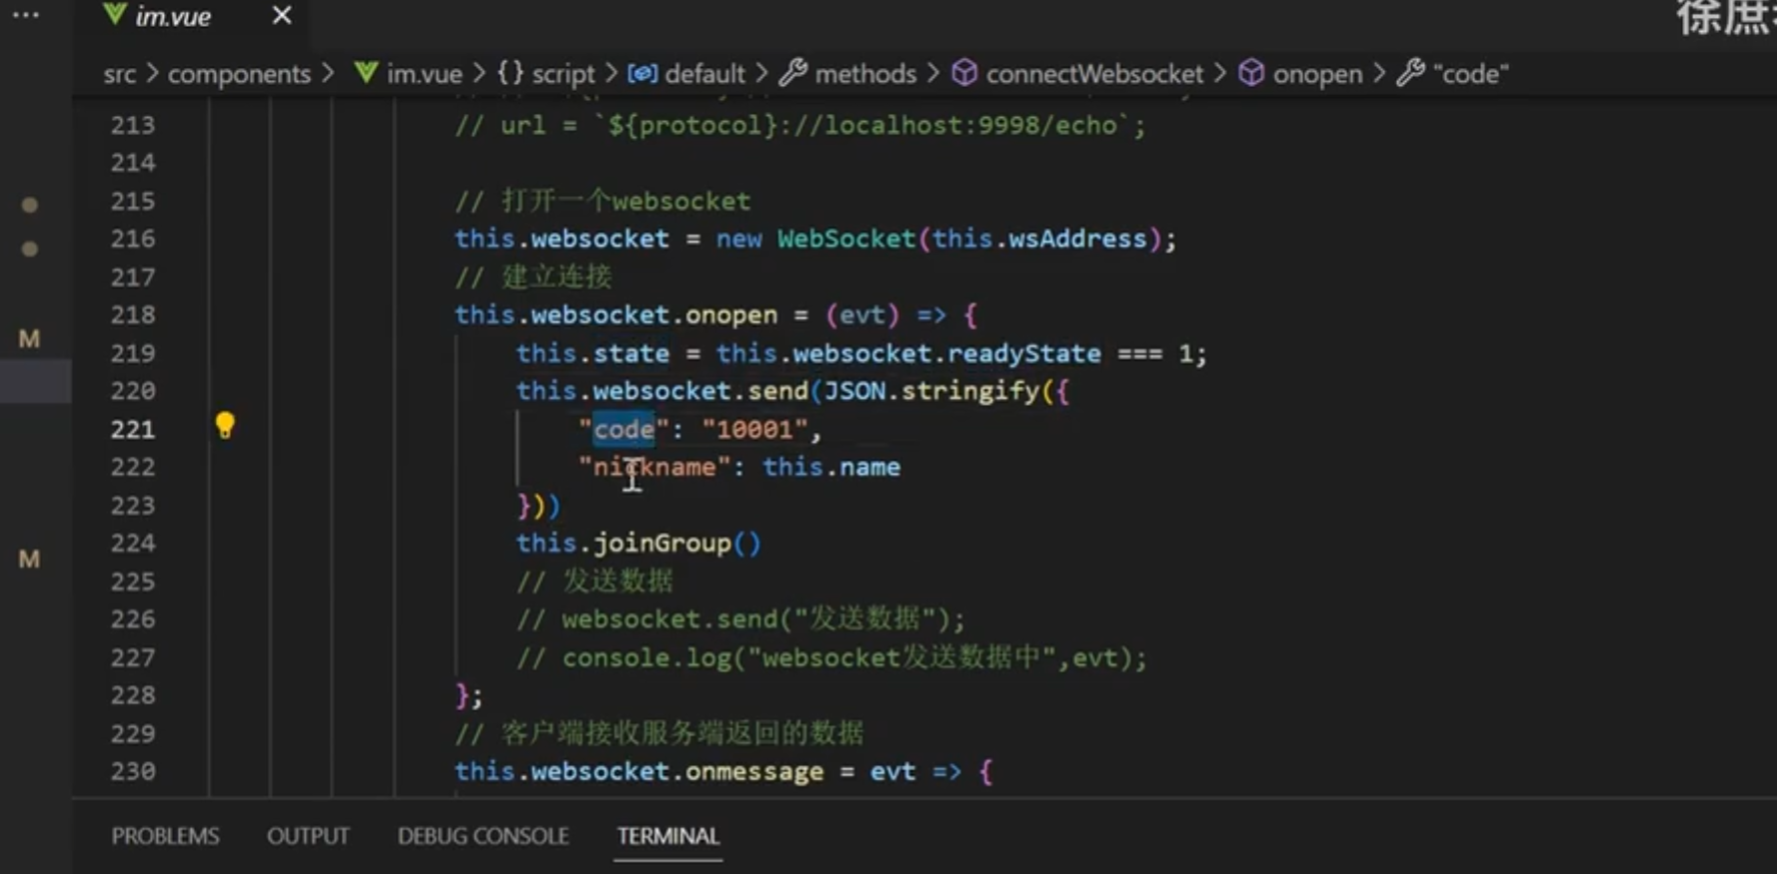 im.vue
徐庶
src > components > im.vue > {} script > default > methods > connectWebsocket > onopen > "code"
213 // url = `${protocol}://localhost:9998/echo`;
214
215 // 打开一个websocket
216 this.websocket = new WebSocket(this.wsAddress);
217 // 建立连接
218 this.websocket.onopen = (evt) => {
219 this.state = this.websocket.readyState === 1;
220 this.websocket.send(JSON.stringify({
221 "code": "10001",
222 "nickname": this.name
223 }))
224 this.joinGroup()
225 // 发送数据
226 // websocket.send("发送数据");
227 // console.log("websocket发送数据中",evt);
228 };
229 // 客户端接收服务端返回的数据
230 this.websocket.onmessage = evt => {
M
M
PROBLEMS OUTPUT DEBUG CONSOLE TERMINAL